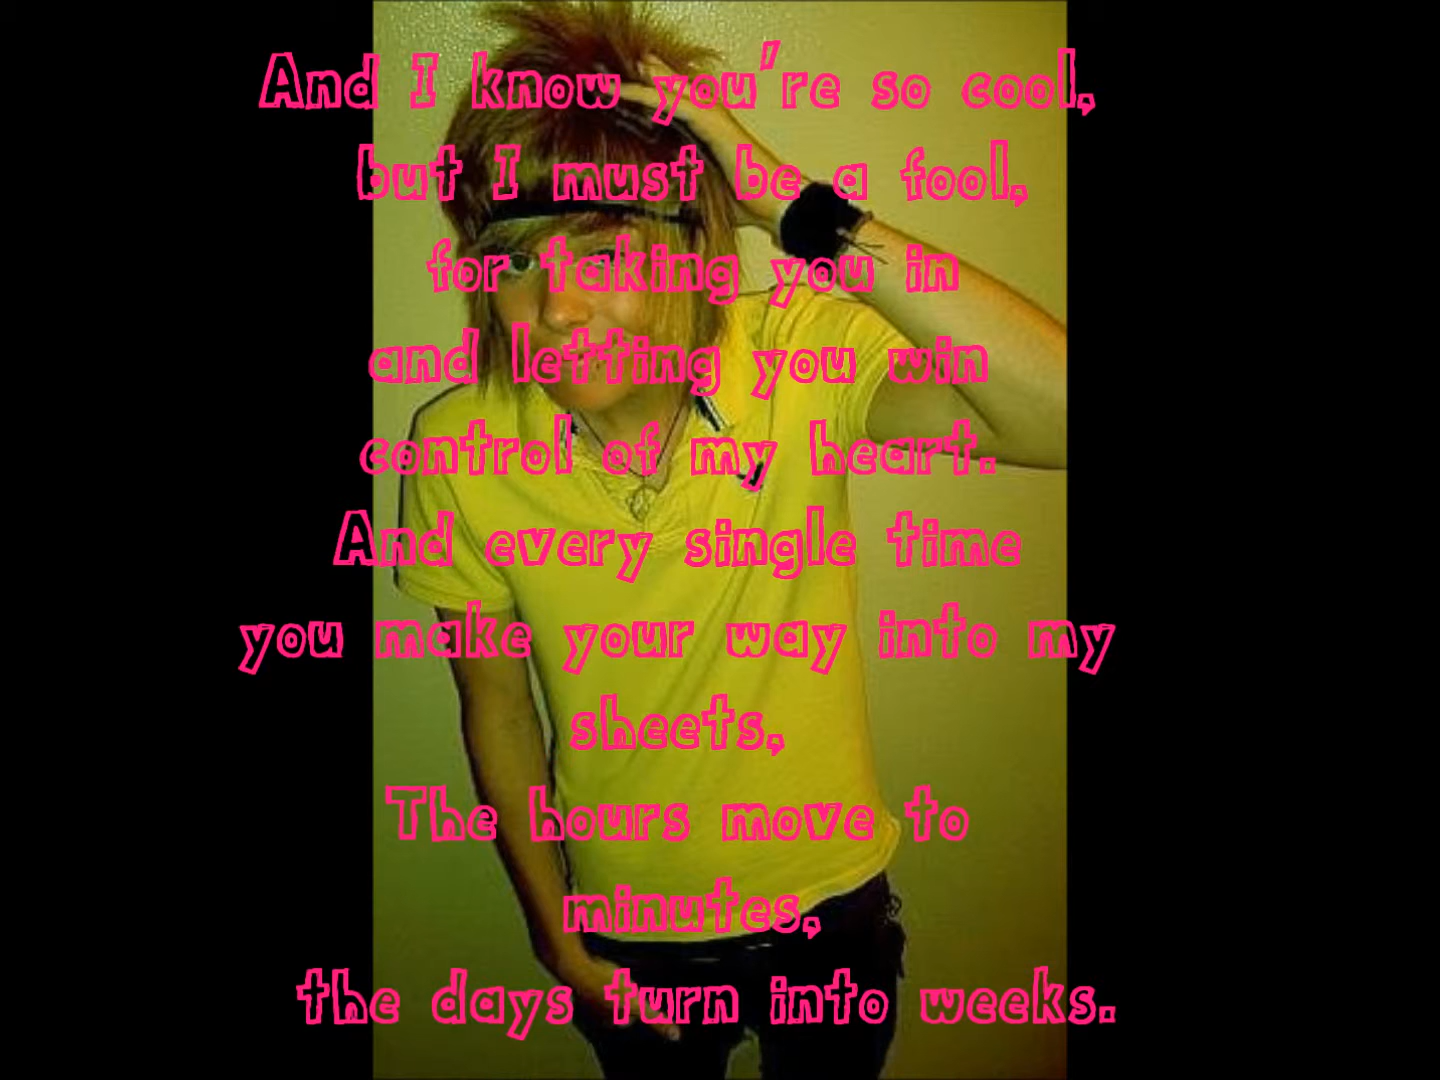 And I know you're so cool,
but I must be a fool,
for taking you in
and letting you win
control of my heart.
And every single time
you make your way into my
sheets,
The hours move to
minutes,
the days turn into weeks.